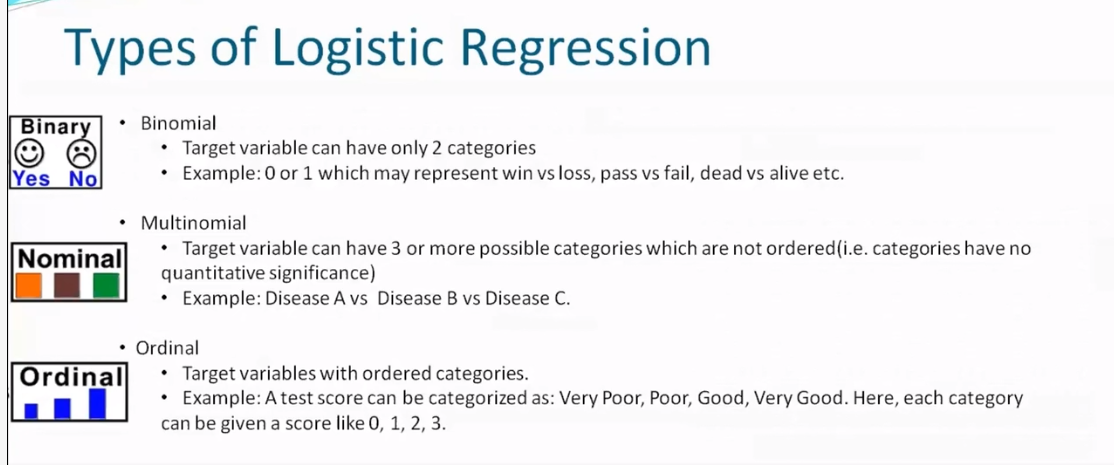 Types of Logistic Regression
Binary
Yes No
• Binomial
• Target variable can have only 2 categories
• Example: 0 or 1 which may represent win vs loss, pass vs fail, dead vs alive etc.
Nominal
• Multinomial
• Target variable can have 3 or more possible categories which are not ordered(i.e. categories have no
quantitative significance)
• Example: Disease A vs Disease B vs Disease C.
Ordinal
• Ordinal
• Target variables with ordered categories.
• Example: A test score can be categorized as: Very Poor, Poor, Good, Very Good. Here, each category
can be given a score like 0, 1, 2, 3.